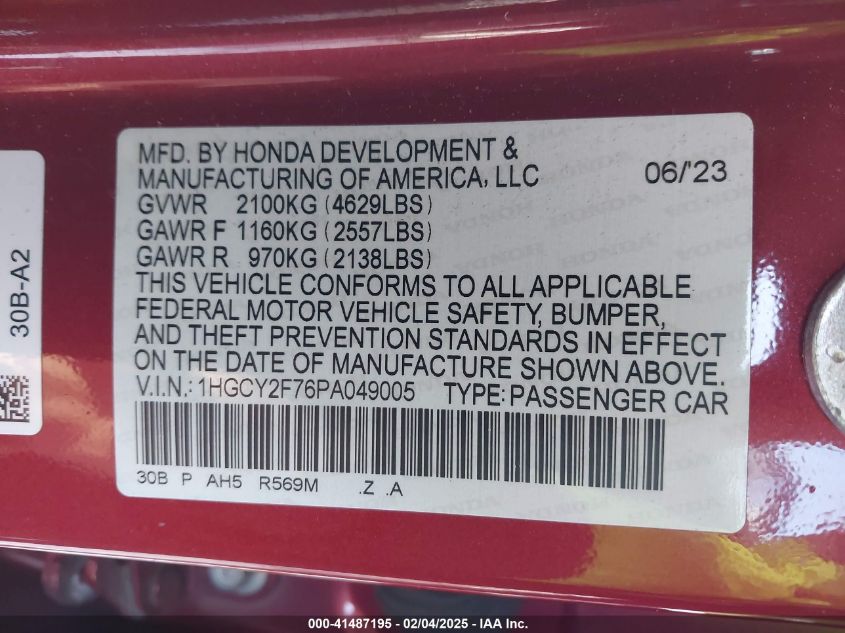 MFD. BY HONDA DEVELOPMENT &
MANUFACTURING OF AMERICA, LLC 06/'23
GVWR 2100KG (4629LBS)
GAWR F 1160KG (2557LBS)
GAWR R 970KG (2138LBS)
THIS VEHICLE CONFORMS TO ALL APPLICABLE
FEDERAL MOTOR VEHICLE SAFETY, BUMPER,
AND THEFT PREVENTION STANDARDS IN EFFECT
ON THE DATE OF MANUFACTURE SHOWN ABOVE.
V.I.N.: 1HGCY2F76PA049005 TYPE: PASSENGER CAR
30B P AH5 R569M .Z .A
30B-A2
000-41487195 - 02/04/2025 - IAA Inc.